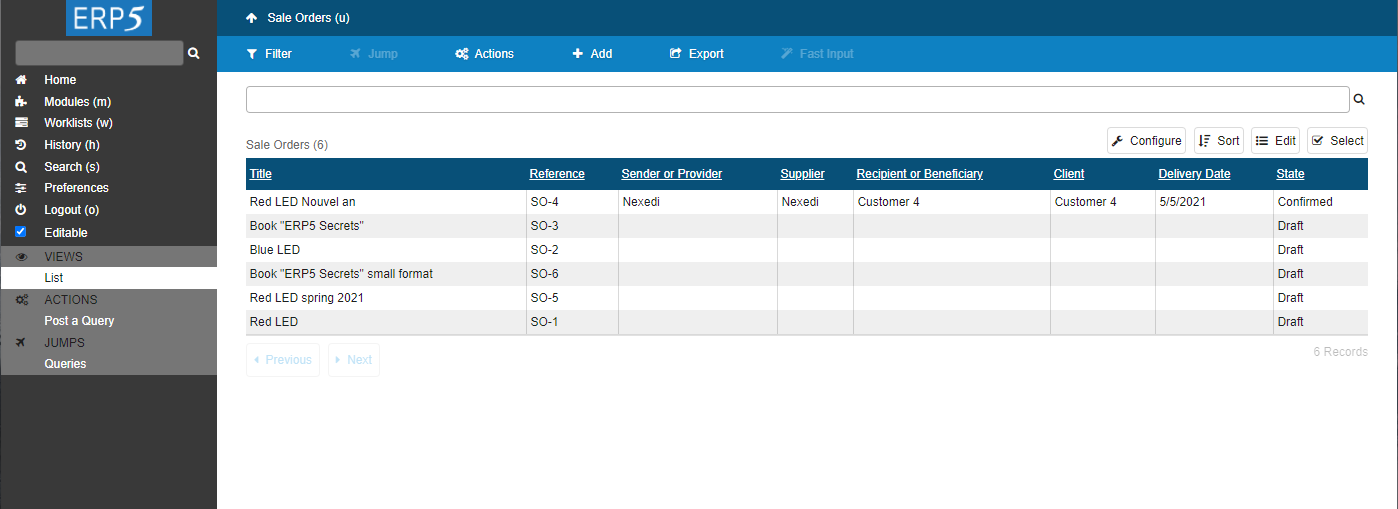 ERP5
Home
Modules (m)
Worklists (w)
History (h)
Search (s)
Preferences
Logout (o)
Editable
VIEWS
List
ACTIONS
Post a Query
JUMPS
Queries
Sale Orders (u)
Filter Jump Actions Add Export Fast Input
Sale Orders (6)
Configure Sort Edit Select
Title Reference Sender or Provider Supplier Recipient or Beneficiary Client Delivery Date State
Red LED Nouvel an SO-4 Nexedi Nexedi Customer 4 Customer 4 5/5/2021 Confirmed
Book "ERP5 Secrets" SO-3 Draft
Blue LED SO-2 Draft
Book "ERP5 Secrets" small format SO-6 Draft
Red LED spring 2021 SO-5 Draft
Red LED SO-1 Draft
Previous Next 6 Records